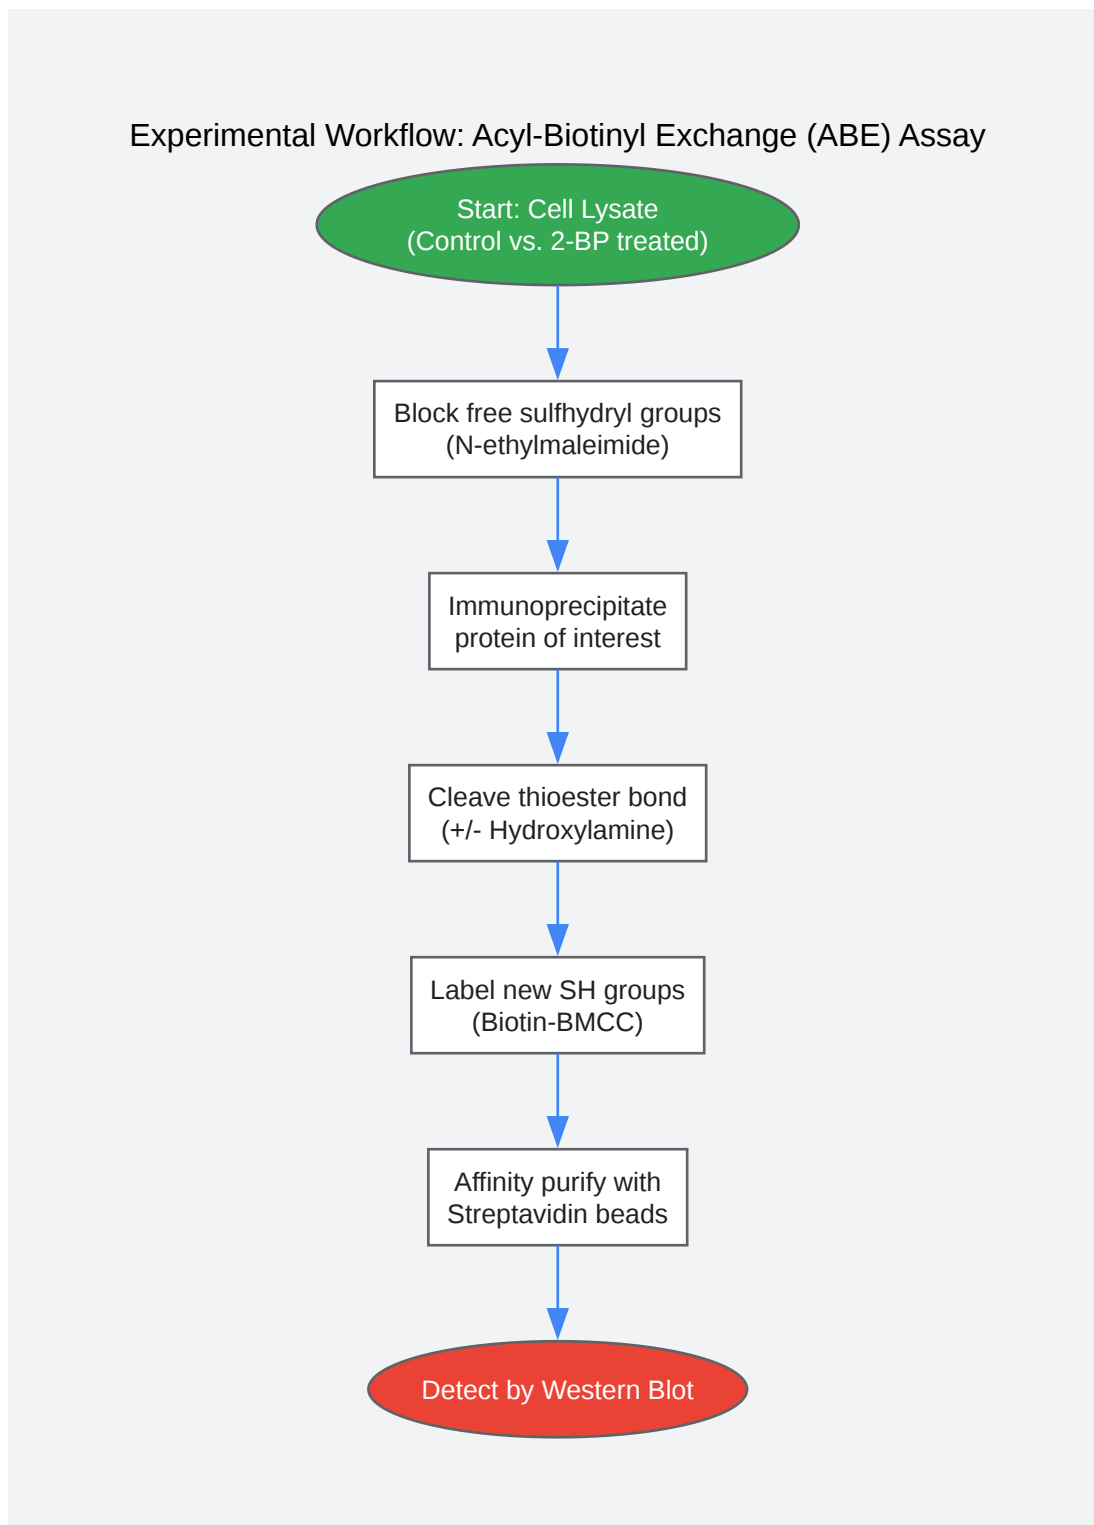 Experimental Workflow: Acyl-Biotinyl Exchange (ABE) Assay
Start: Cell Lysate
(Control vs. 2-BP treated)
Block free sulfhydryl groups
(N-ethylmaleimide)
Immunoprecipitate
protein of interest
Cleave thioester bond
(+/- Hydroxylamine)
Label new SH groups
(Biotin-BMCC)
Affinity purify with
Streptavidin beads
Detect by Western Blot